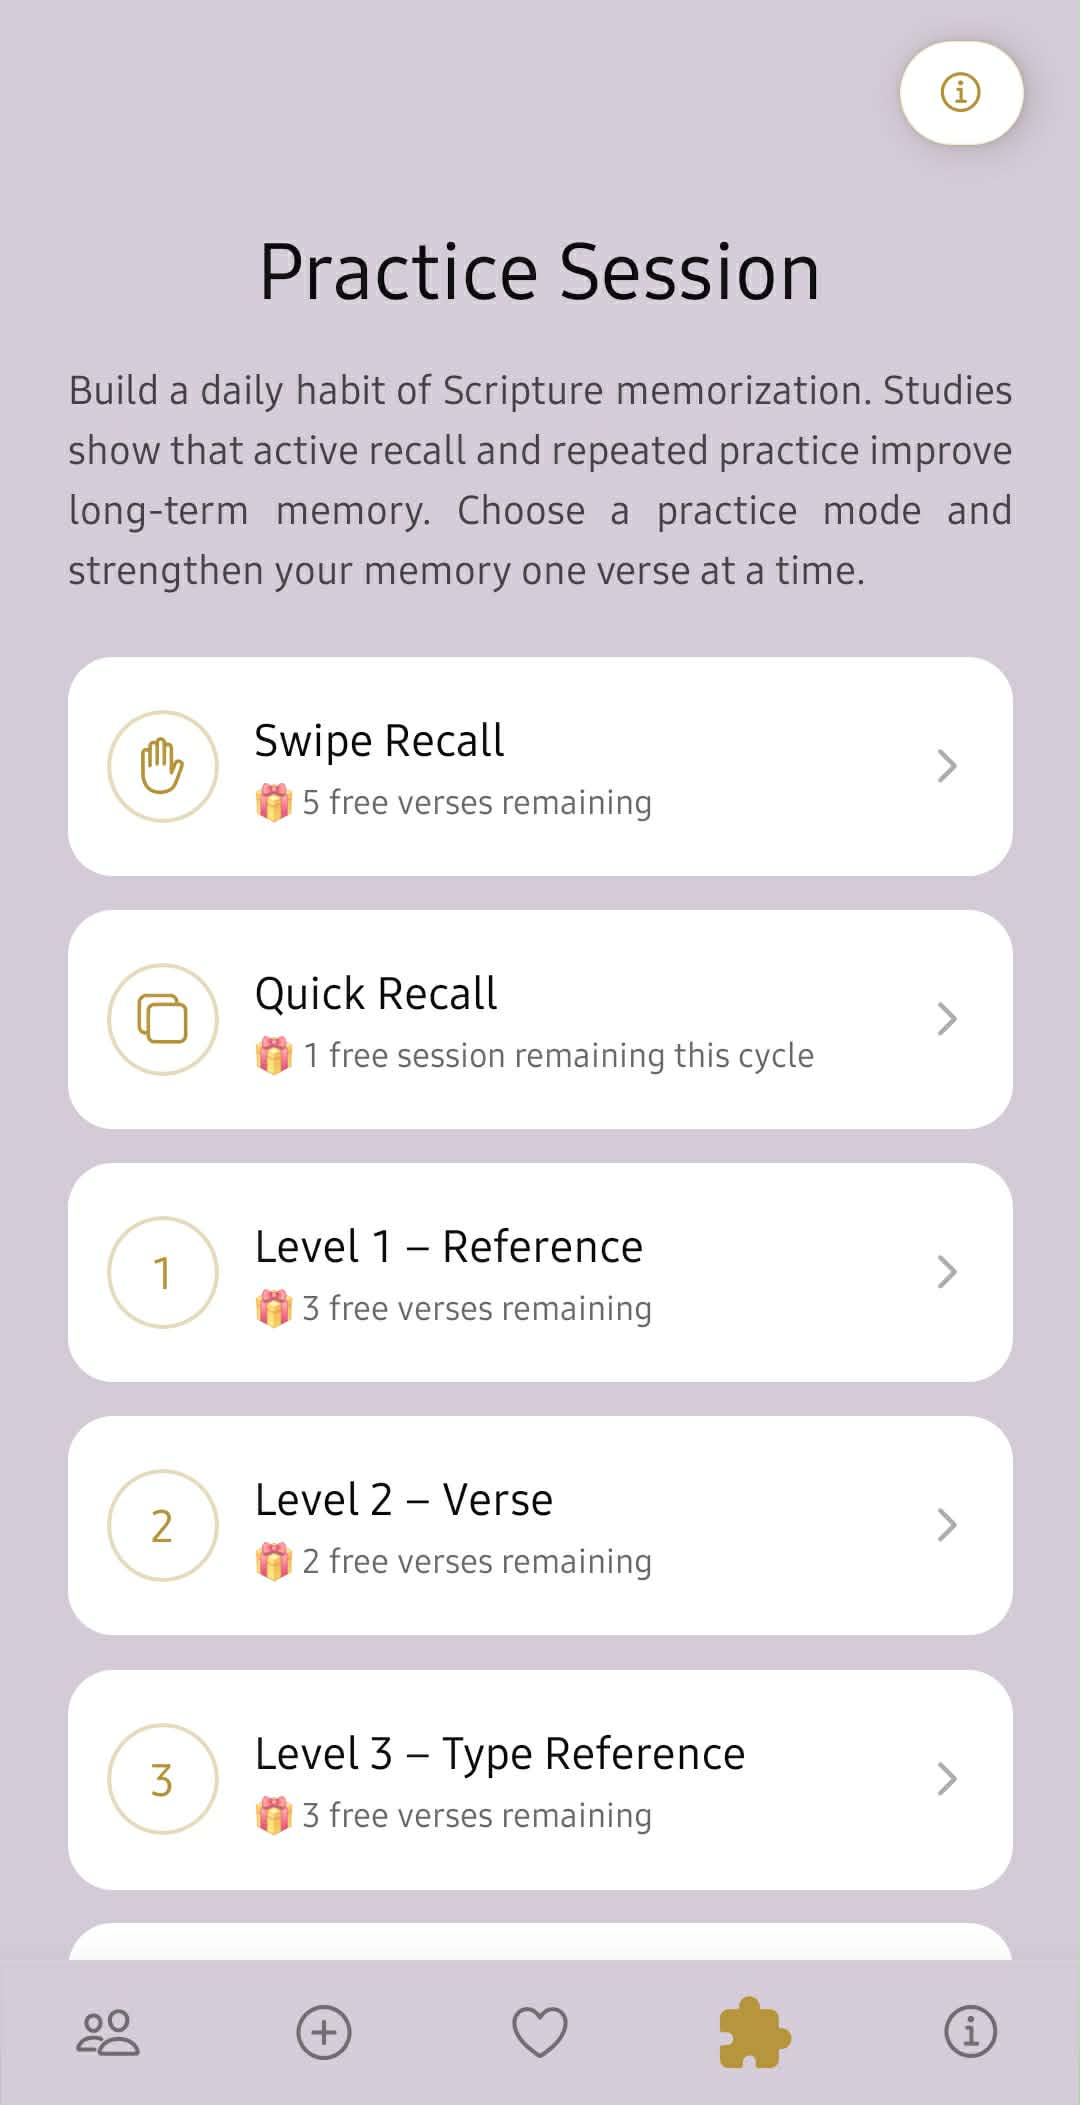 Practice Session
Build a daily habit of Scripture memorization. Studies
show that active recall and repeated practice improve
long-term memory. Choose a practice mode and
strengthen your memory one verse at a time.
Swipe Recall
🎁 5 free verses remaining
Quick Recall
🎁 1 free session remaining this cycle
1
Level 1 – Reference
🎁 3 free verses remaining
2
Level 2 – Verse
🎁 2 free verses remaining
3
Level 3 – Type Reference
🎁 3 free verses remaining